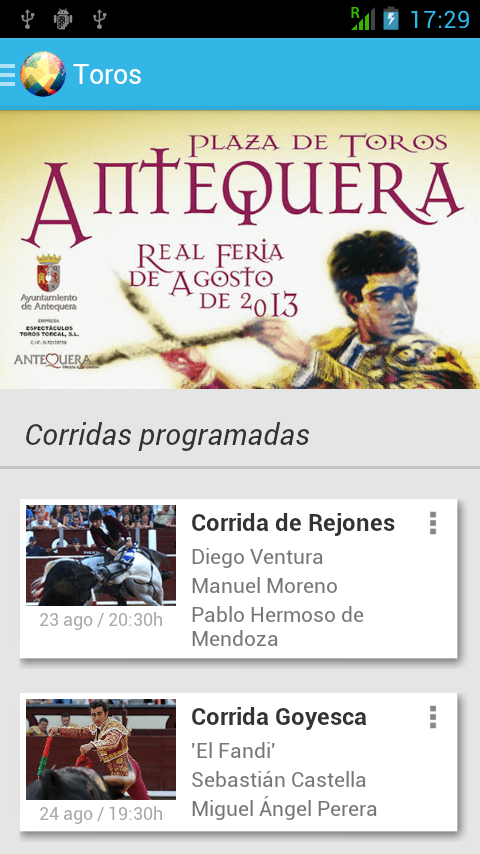 R
17:29
Toros
PLAZA DE TOROS
ANTEQUERA
REAL FERIA
DE AGOSTO
DE 2013
Ayuntamiento
de Antequera
EMPRESA
ESPECTÁCULOS
TOROS TORCAL, S.L.
ANTEQUERA
Corridas programadas
Corrida de Rejones
Diego Ventura
Manuel Moreno
Pablo Hermoso de
Mendoza
23 ago / 20:30h
Corrida Goyesca
'El Fandi'
Sebastián Castella
Miguel Ángel Perera
24 ago / 19:30h